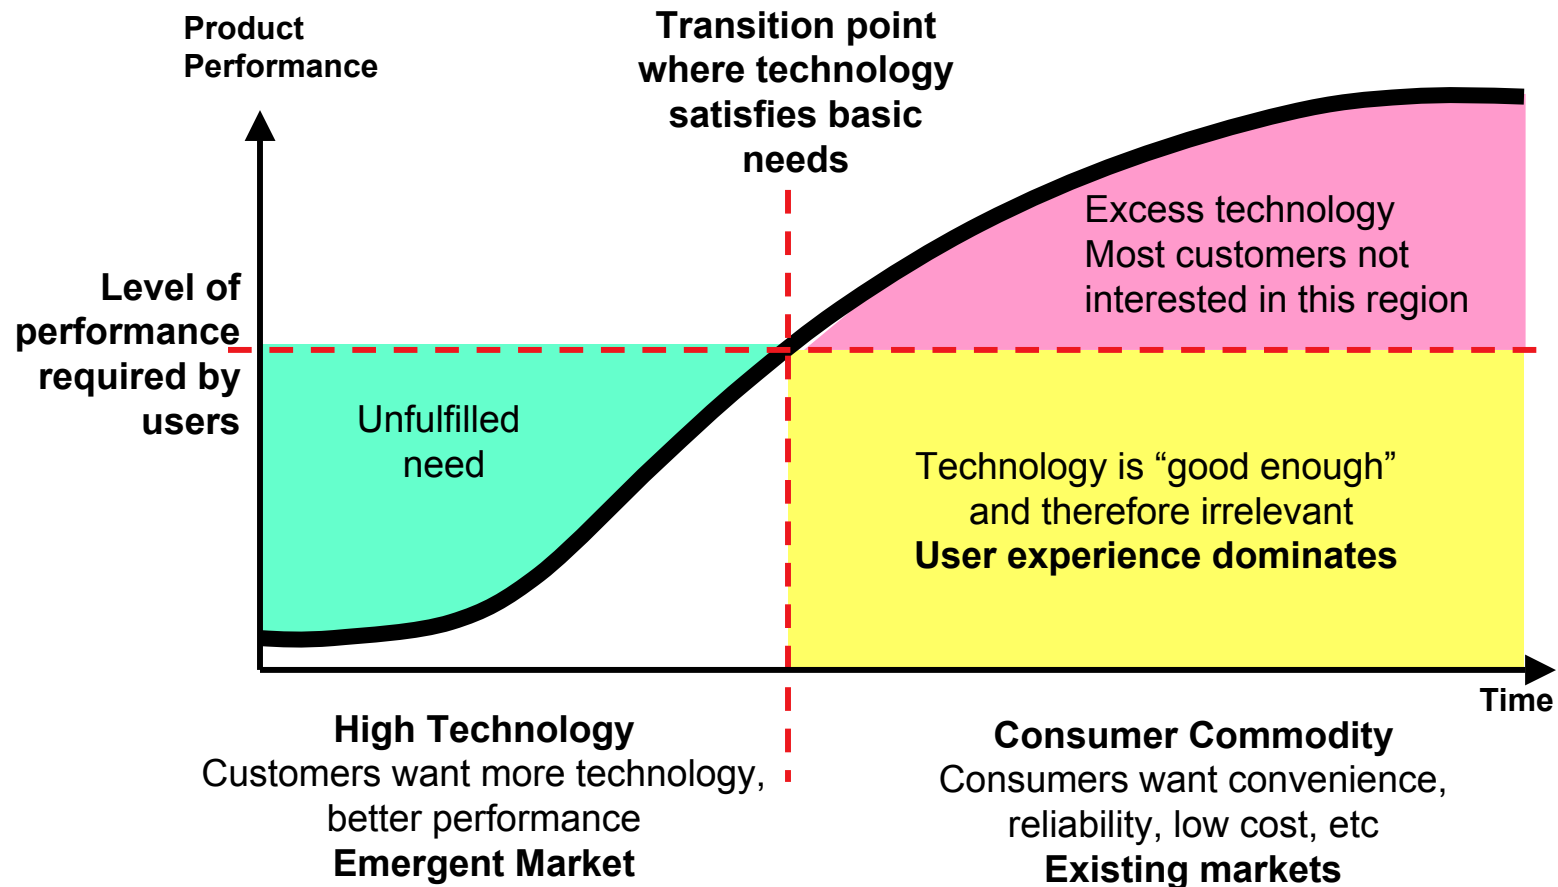 Product
Performance
Transition point
where technology
satisfies basic
needs
Excess technology
Most customers not
interested in this region
Level of
performance
required by
users
Unfulfilled
need
Technology is “good enough”
and therefore irrelevant
User experience dominates
Time
High Technology
Customers want more technology,
better performance
Emergent Market
Consumer Commodity
Consumers want convenience,
reliability, low cost, etc
Existing markets